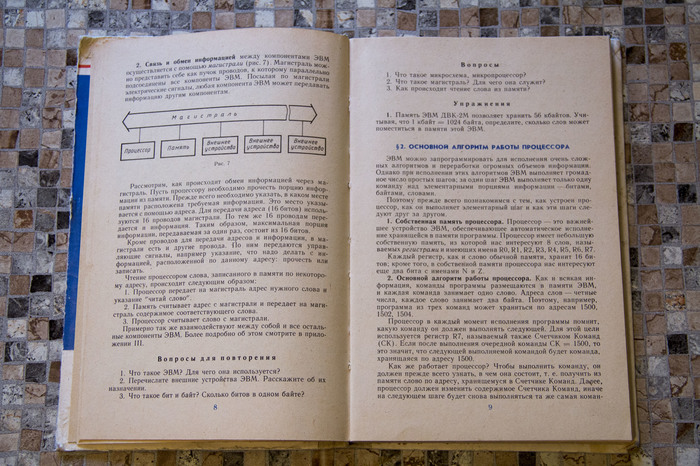 2. Связь и обмен информацией между компонентами ЭВМ
осуществляется с помощью магистрали (рис. 7). Магистраль мож-
но представить себе как пучок проводов, к которому параллельно
подсоединены все компоненты ЭВМ. Посылая по магистрали
электрические сигналы, любая компонента ЭВМ может передавать
информацию другим компонентам.
Магистраль
Процессор
Память
Внешнее устройство
Внешнее устройство
Внешнее устройство
Рис. 7
Рассмотрим, как происходит обмен информацией через ма-
гистраль. Пусть процессору необходимо прочесть порцию инфор-
мации из памяти. Прежде всего необходимо указать, в каком месте
памяти расположена требуемая информация. Это место указы-
вается с помощью адреса. Для передачи адреса (16 битов) исполь-
зуются 16 проводов магистрали. По тем же 16 проводам пере-
дается и информация. Таким образом, максимальная порция
информации, передаваемая за один раз, состоит из 16 битов.
Кроме проводов для передачи адресов и информации, в ма-
гистрали есть и другие провода. По ним передаются управ-
ляющие сигналы, например указание, что надо делать с ин-
формацией, расположенной по данному адресу: прочесть или
записать.
Чтение процессором слова, записанного в памяти по некото-
рому адресу, происходит следующим образом:
1. Процессор передает на магистраль адрес нужного слова и
указание "читай слово".
2. Память считывает адрес с магистрали и передает на маги-
страль содержимое соответствующего слова.
3. Процессор считывает слово с магистрали.
Примерно так же взаимодействуют между собой и все осталь-
ные компоненты ЭВМ. Более подробно об этом смотрите в прило-
жении III.
Вопросы для повторения
1. Что такое ЭВМ? Для чего она используется?
2. Перечислите внешние устройства ЭВМ. Расскажите об их
назначении.
3. Что такое бит и байт? Сколько битов в одном байте?
8
Вопросы
1. Что такое микросхема, микропроцессор?
2. Что такое магистраль? Для чего она служит?
3. Как происходит чтение слова из памяти?
Упражнения
1. Память ЭВМ ДВК-2М позволяет хранить 56 кбайтов. Учи-
тывая, что 1 кбайт = 1024 байта, определите, сколько слов может
поместиться в памяти этой ЭВМ.
§2. ОСНОВНОЙ АЛГОРИТМ РАБОТЫ ПРОЦЕССОРА
ЭВМ можно запрограммировать для исполнения очень слож-
ных алгоритмов и переработки огромных объемов информации.
Однако при исполнении этих алгоритмов ЭВМ выполняет громад-
ное число простых шагов; за один шаг ЭВМ выполняет только одну
команду над элементарными порциями информации — битами,
байтами, словами.
Поэтому прежде всего познакомимся с тем, как устроен про-
цессор, как он выполняет элементарный шаг и как эти шаги сле-
дуют друг за другом.
1. Собственная память процессора. Процессор — это важней-
шее устройство ЭВМ, обеспечивающее автоматическое исполне-
ние хранящейся в памяти программы. Процессор имеет небольшую
собственную память, из которой нас интересуют 8 слов, назы-
ваемых регистрами и имеющих имена R0, R1, R2, R3, R4, R5, R6, R7.
Каждый регистр, как и слово обычной памяти, хранит 16 би-
тов; кроме того, в собственной памяти процессора нас интересуют
еще два бита с именами N и Z.
2. Основной алгоритм работы процессора. Как и всякая ин-
формация, команды программы размещаются в памяти ЭВМ,
и каждая команда занимает одно слово. Адреса слов — четные
числа, каждое слово занимает два байта. Поэтому, например,
программа из трех команд может храниться по адресам 1500,
1502, 1504.
Процессор в каждый момент исполнения программы помнит,
какую команду он должен выполнять следующей. Для этой цели
используется регистр R7, называемый также Счетчиком Команд
(СК). Если после выполнения очередной команды СК = 1500, то
это значит, что следующей выполняемой командой будет команда,
хранящаяся по адресу 1500.
Как же работает процессор? Чтобы выполнить команду, он
должен прежде всего узнать, в чем она состоит, т. е. получить из
памяти слово по адресу, хранящемуся в Счетчике Команд. Далее,
процессор должен изменять содержимое Счетчика Команд, иначе
на следующем шаге будет снова выполняться та же самая коман-
9